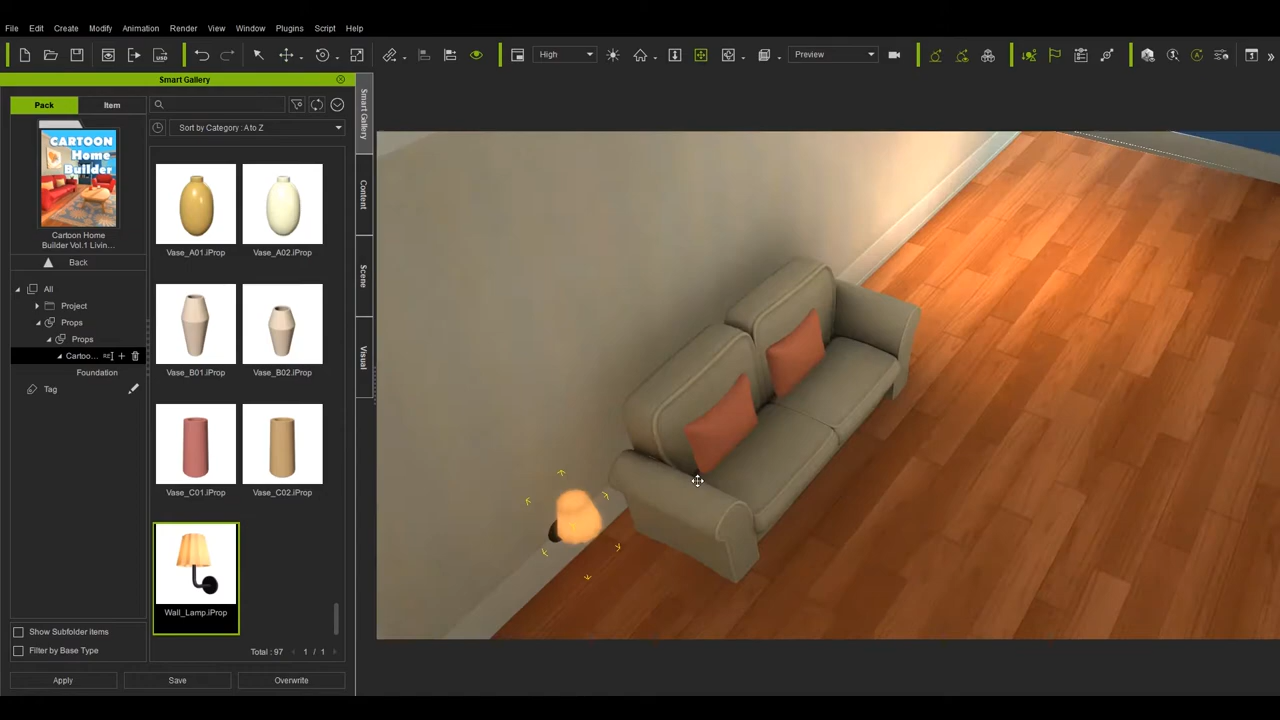 File Edit Create Modify Animation Render View Window Plugins Script Help
High Preview
Smart Gallery
Pack Item
Sort by Category : A to Z
CARTOON
Home
Builder
Cartoon Home
Builder Vol.1 Livin...
Back
All
Project
Props
Props
Cartoo...
Foundation
Tag
Vase_A01.iProp Vase_A02.iProp
Vase_B01.iProp Vase_B02.iProp
Vase_C01.iProp Vase_C02.iProp
Wall_Lamp.iProp
Show Subfolder items
Filter by Base Type
Total : 97 1 / 1
Apply Save Overwrite
Smart Gallery
Content
Scene
Visual